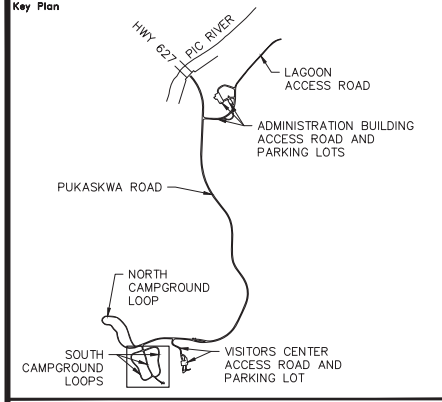 Key Plan
HWY 627
PIC RIVER
LAGOON
ACCESS ROAD
ADMINISTRATION BUILDING
ACCESS ROAD AND
PARKING LOTS
PUKASKWA ROAD
NORTH
CAMPGROUND
LOOP
SOUTH
CAMPGROUND
LOOPS
VISITORS CENTER
ACCESS ROAD AND
PARKING LOT